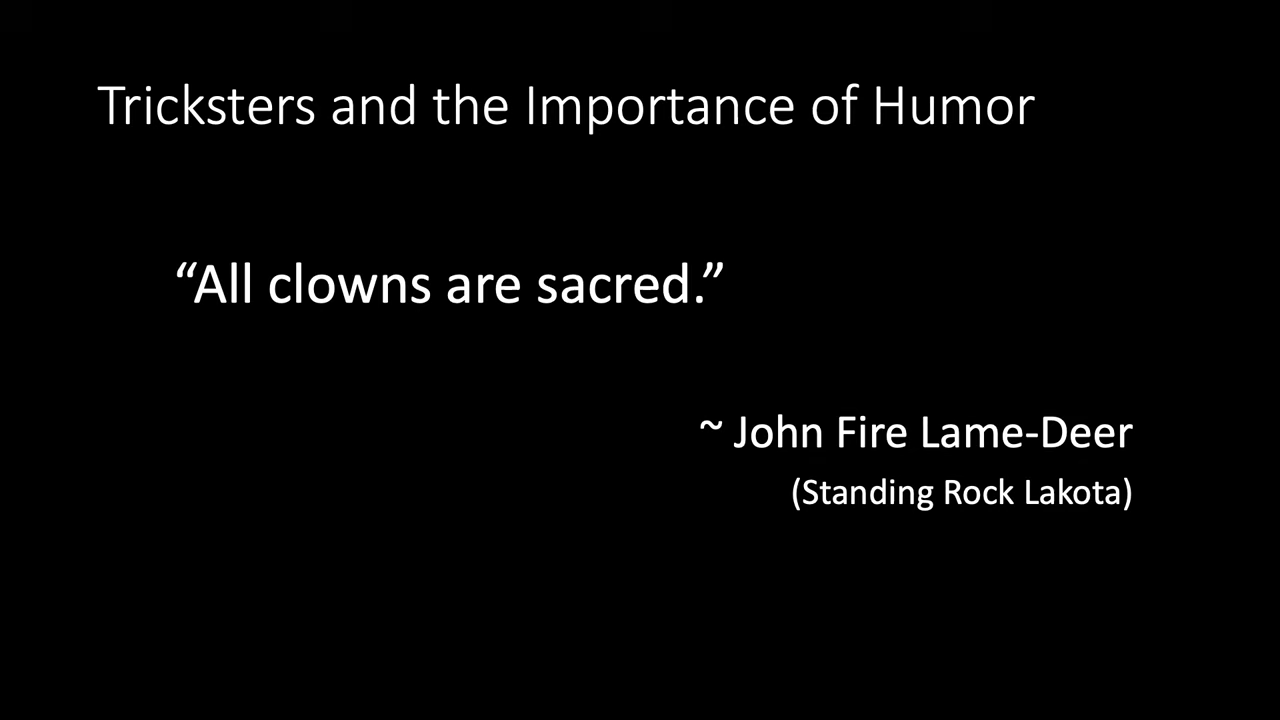 Tricksters and the Importance of Humor
“All clowns are sacred.”
~ John Fire Lame-Deer
(Standing Rock Lakota)